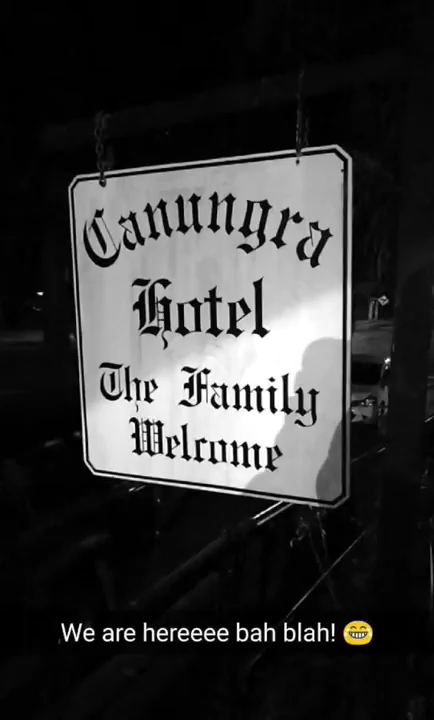 Canungra
Hotel
The Family
Welcome
We are hereeee bah blah! 😁